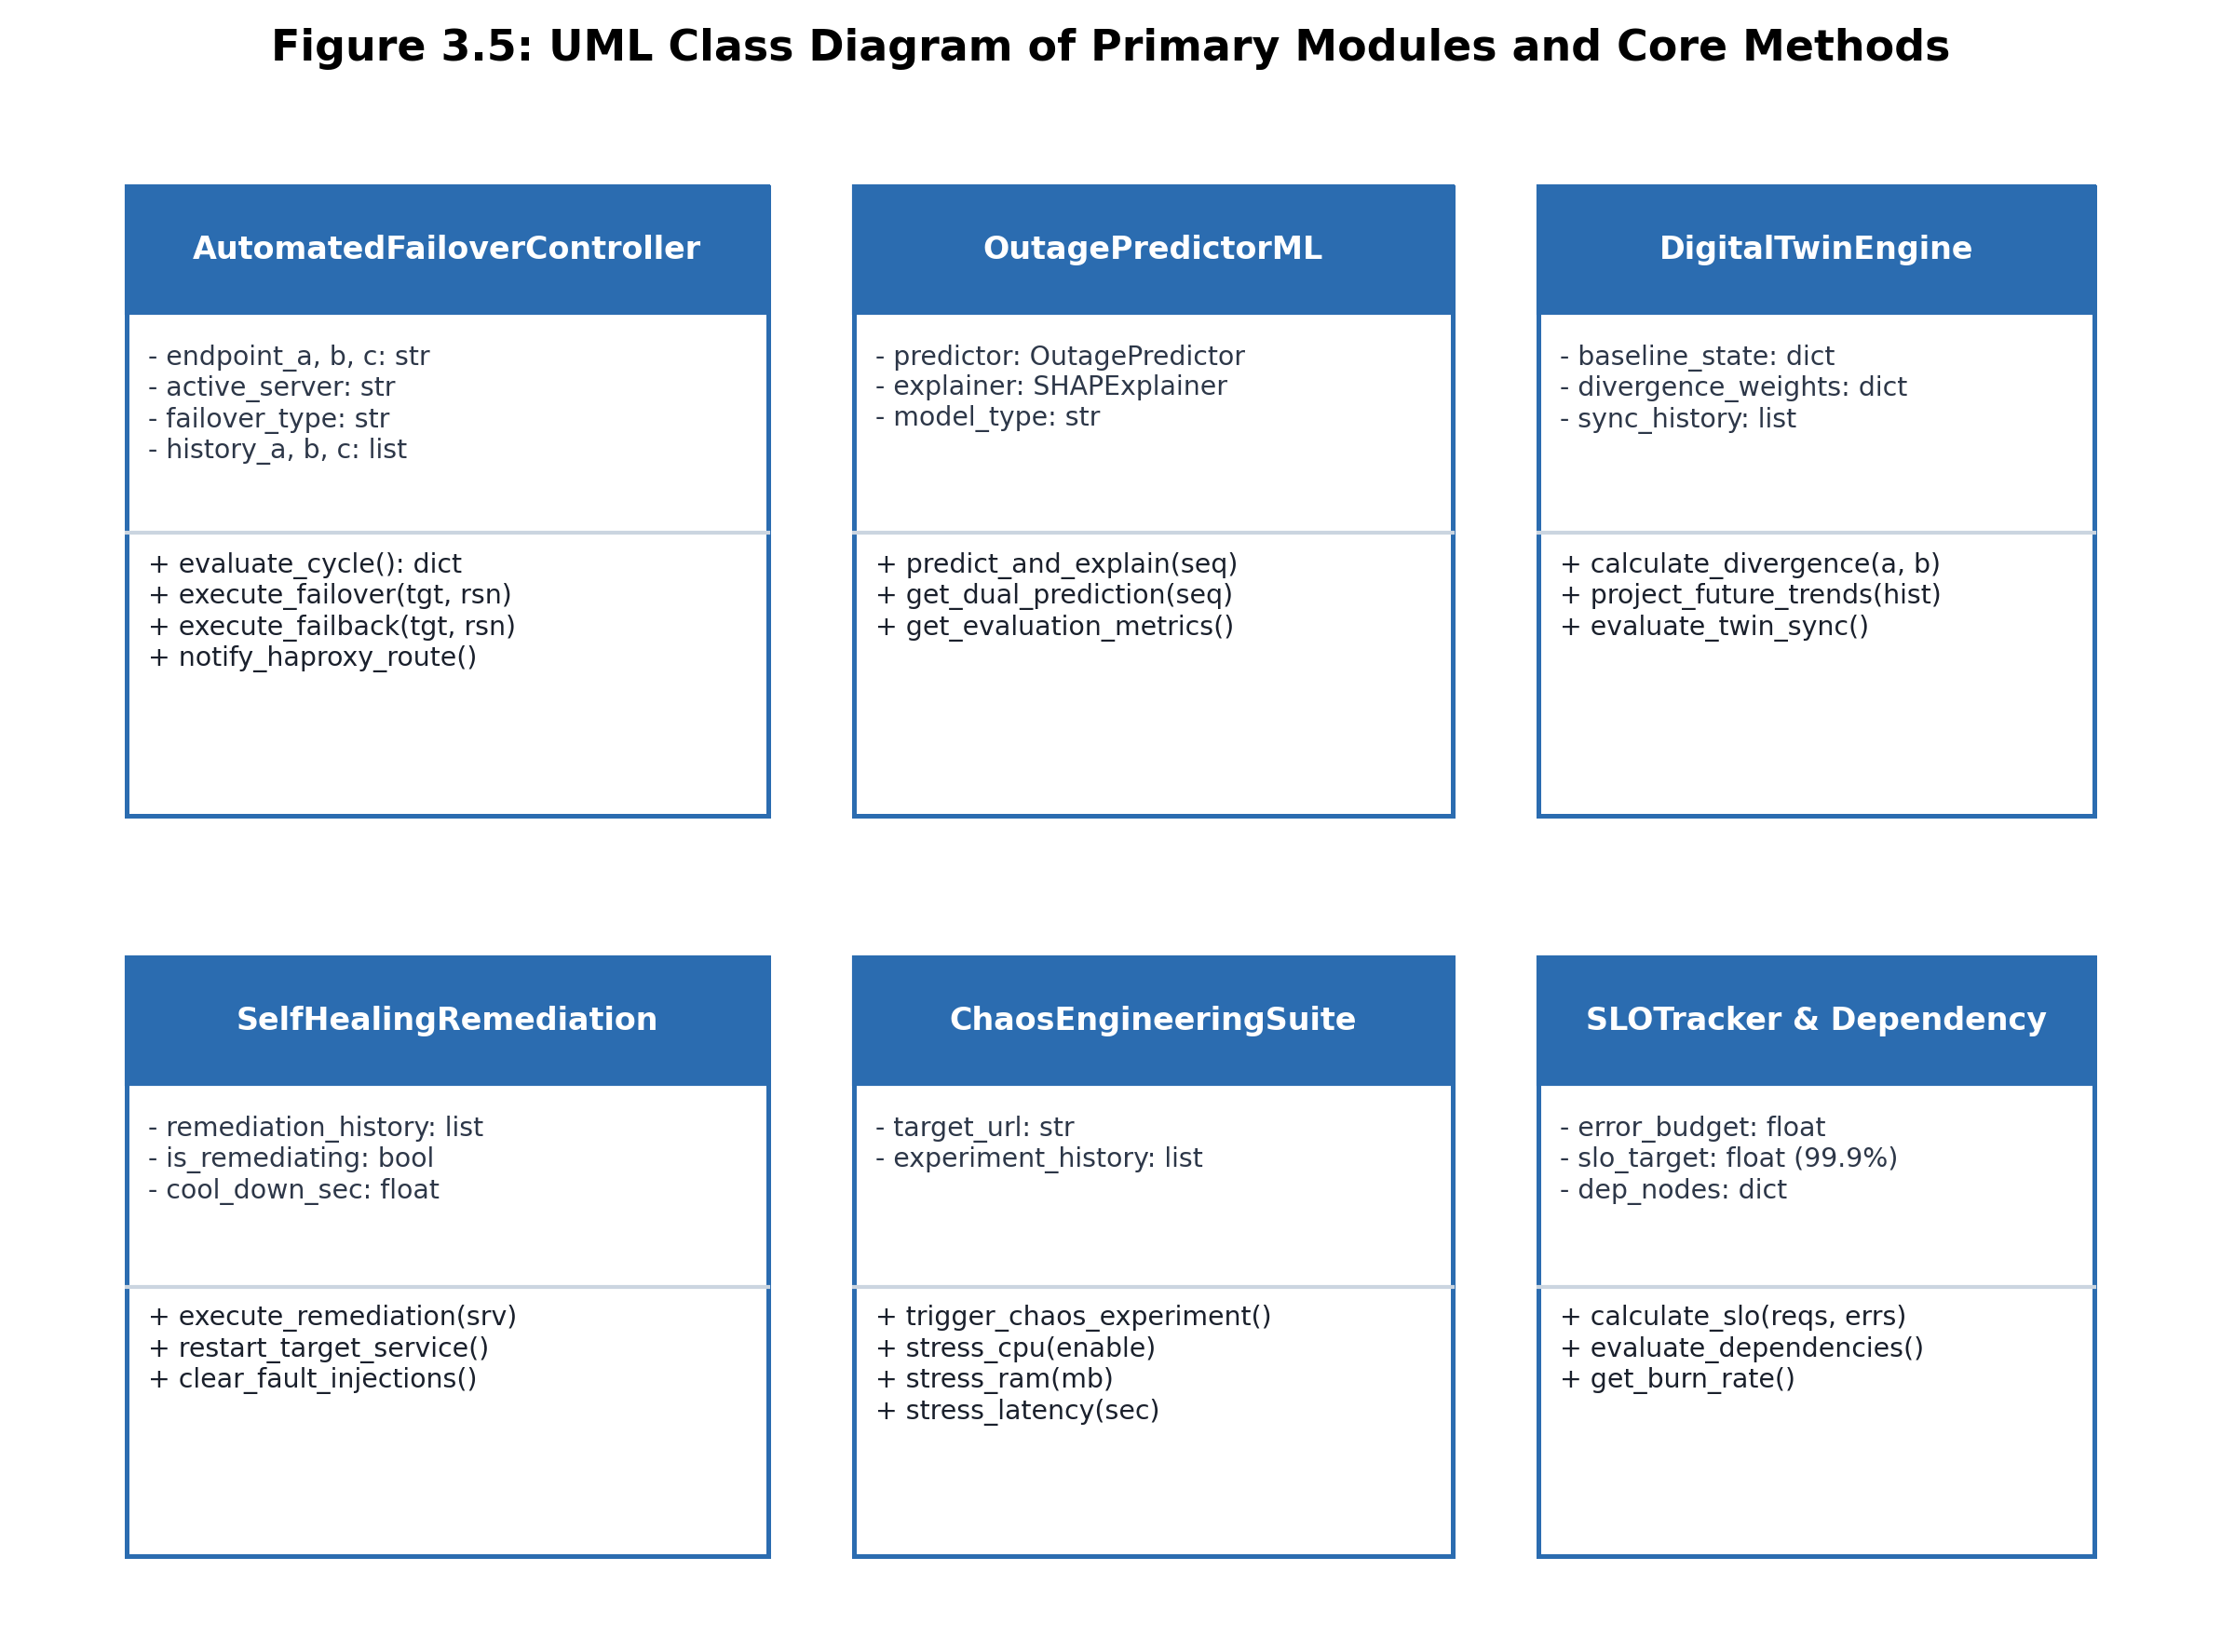 Figure 3.5: UML Class Diagram of Primary Modules and Core Methods
AutomatedFailoverController
- endpoint_a, b, c: str
- active_server: str
- failover_type: str
- history_a, b, c: list
+ evaluate_cycle(): dict
+ execute_failover(tgt, rsn)
+ execute_failback(tgt, rsn)
+ notify_haproxy_route()
OutagePredictorML
- predictor: OutagePredictor
- explainer: SHAPExplainer
- model_type: str
+ predict_and_explain(seq)
+ get_dual_prediction(seq)
+ get_evaluation_metrics()
DigitalTwinEngine
- baseline_state: dict
- divergence_weights: dict
- sync_history: list
+ calculate_divergence(a, b)
+ project_future_trends(hist)
+ evaluate_twin_sync()
SelfHealingRemediation
- remediation_history: list
- is_remediating: bool
- cool_down_sec: float
+ execute_remediation(srv)
+ restart_target_service()
+ clear_fault_injections()
ChaosEngineeringSuite
- target_url: str
- experiment_history: list
+ trigger_chaos_experiment()
+ stress_cpu(enable)
+ stress_ram(mb)
+ stress_latency(sec)
SLOTracker & Dependency
- error_budget: float
- slo_target: float (99.9%)
- dep_nodes: dict
+ calculate_slo(reqs, errs)
+ evaluate_dependencies()
+ get_burn_rate()